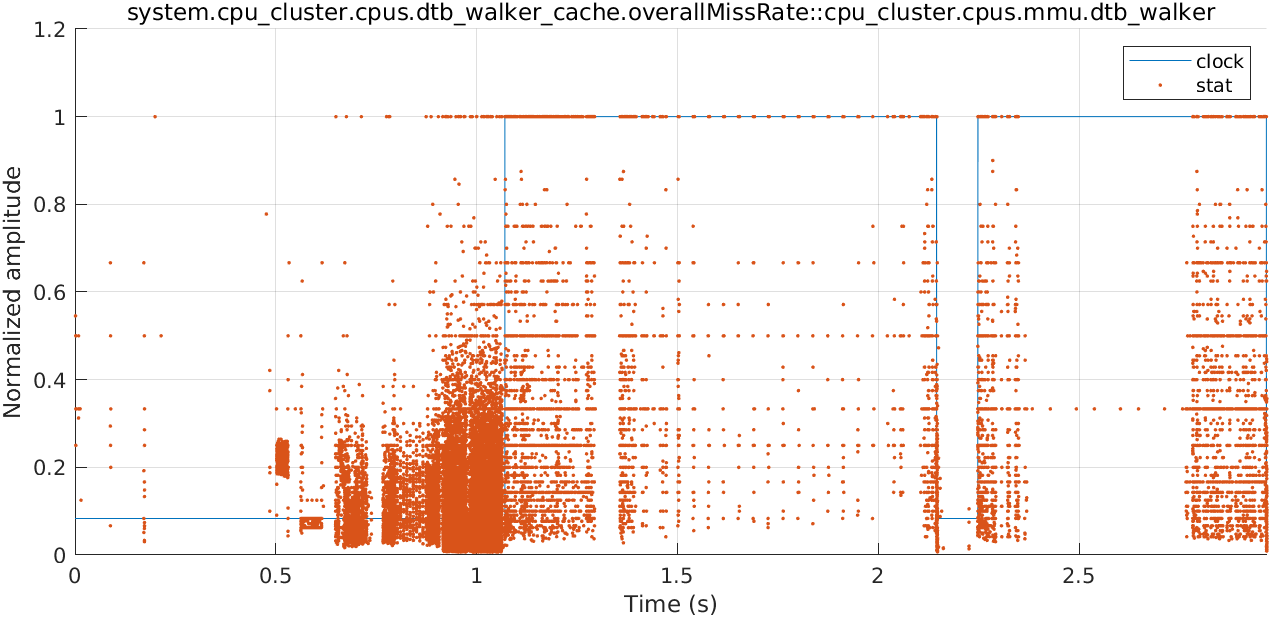 system.cpu_cluster.cpus.dtb_walker_cache.overallMissRate::cpu_cluster.cpus.mmu.dtb_walker
1.2
1
0.8
0.6
0.4
0.2
0
Normalized amplitude
clock
stat
0
0.5
1
1.5
2
2.5
Time (s)